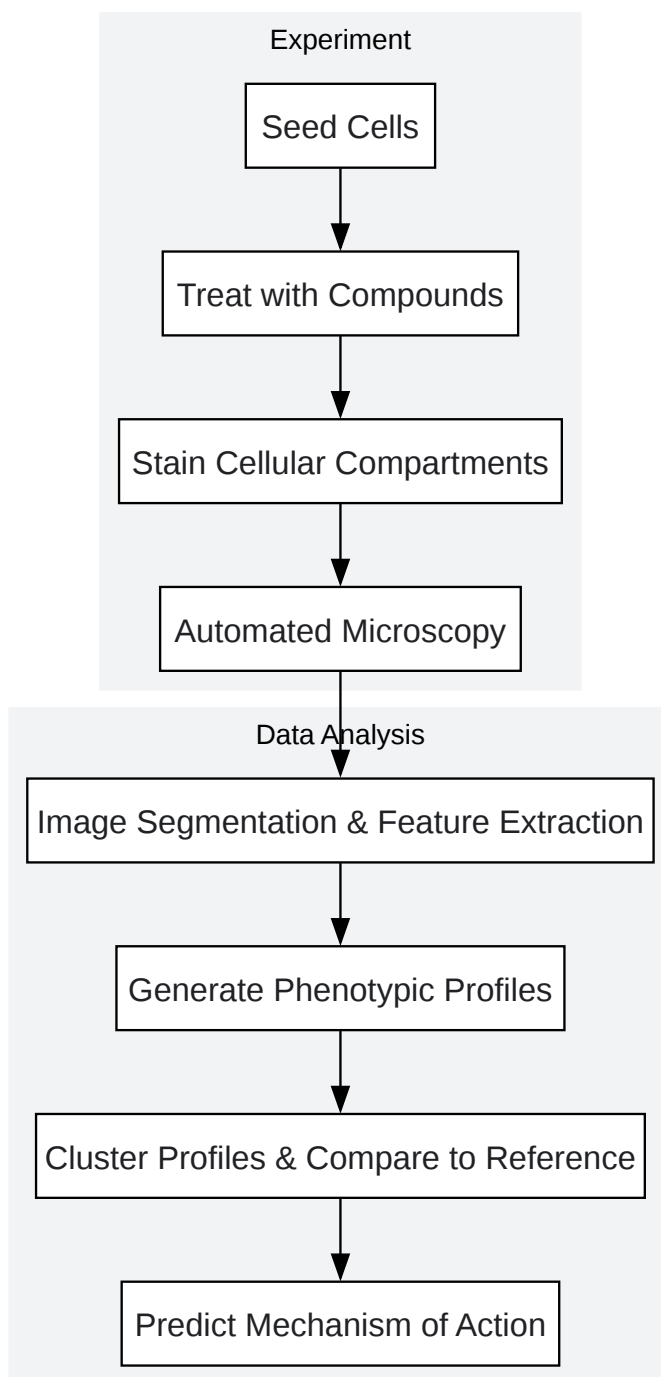 Experiment
Seed Cells
Treat with Compounds
Stain Cellular Compartments
Automated Microscopy
Data Analysis
Image Segmentation & Feature Extraction
Generate Phenotypic Profiles
Cluster Profiles & Compare to Reference
Predict Mechanism of Action